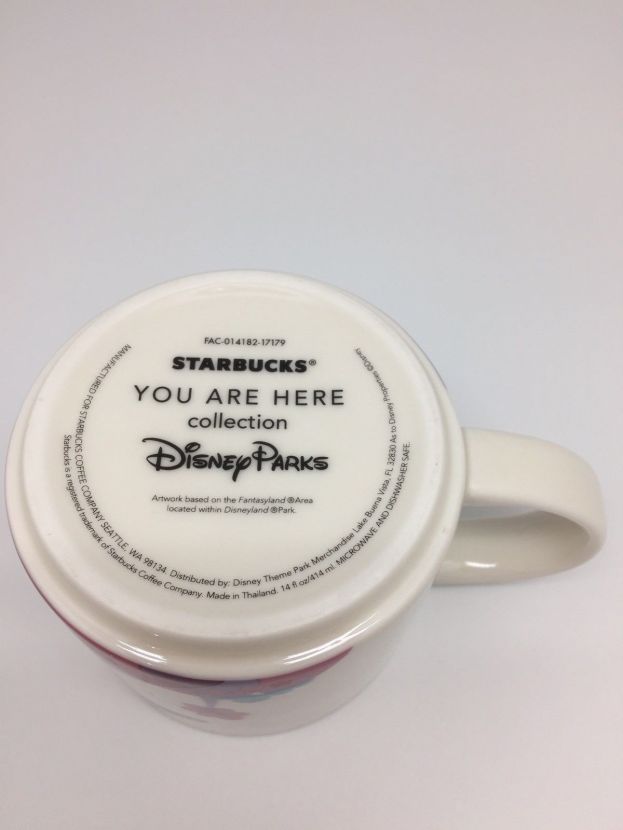 FAC-014182-17179
STARBUCKS®
YOU ARE HERE
collection
Disney Parks
Artwork based on the Fantasyland ®Area
located within Disneyland ®Park.
MANUFACTURED FOR STARBUCKS COFFEE COMPANY SEATTLE, WA 98134 Distributed by: Disney Theme Park Merchandise Lake Buena Vista, FL 32830 As to Disney Properties ©Disney
Starbucks is a registered trademark of Starbucks Coffee Company. Made in Thailand. 14 fl oz/414 ml. MICROWAVE AND DISHWASHER SAFE.